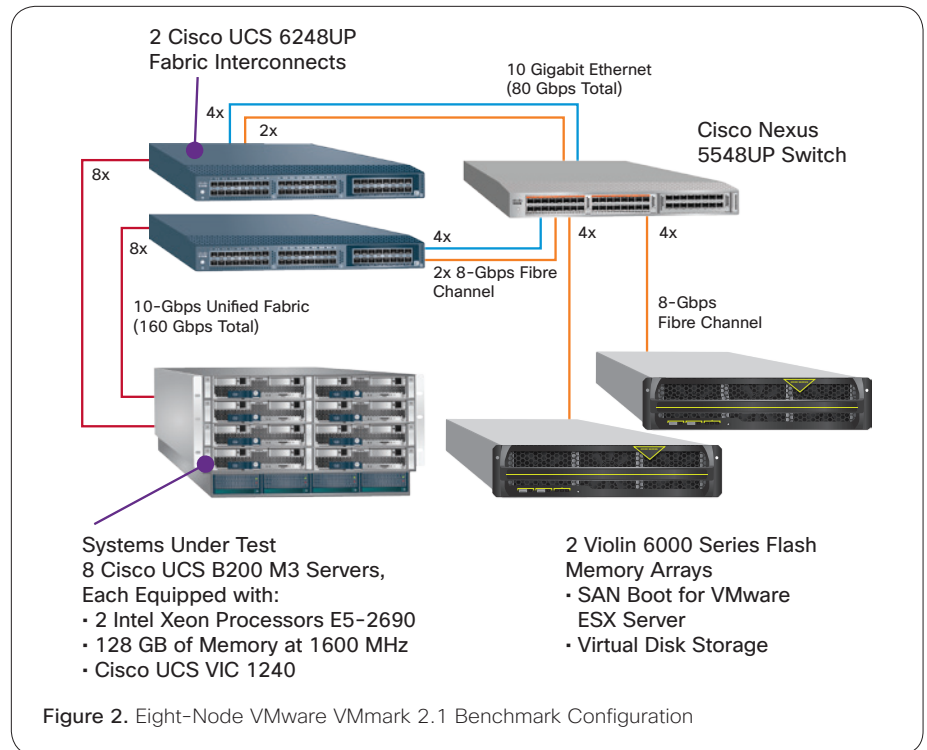 2 Cisco UCS 6248UP
Fabric Interconnects
10 Gigabit Ethernet
(80 Gbps Total)
4x
2x
Cisco Nexus
5548UP Switch
8x
8x
4x
4x
4x
2x 8-Gbps Fibre
Channel
10-Gbps Unified Fabric
(160 Gbps Total)
8-Gbps
Fibre Channel
Systems Under Test
8 Cisco UCS B200 M3 Servers,
Each Equipped with:
• 2 Intel Xeon Processors E5-2690
• 128 GB of Memory at 1600 MHz
• Cisco UCS VIC 1240
2 Violin 6000 Series Flash
Memory Arrays
• SAN Boot for VMware
ESX Server
• Virtual Disk Storage
Figure 2. Eight-Node VMware VMmark 2.1 Benchmark Configuration